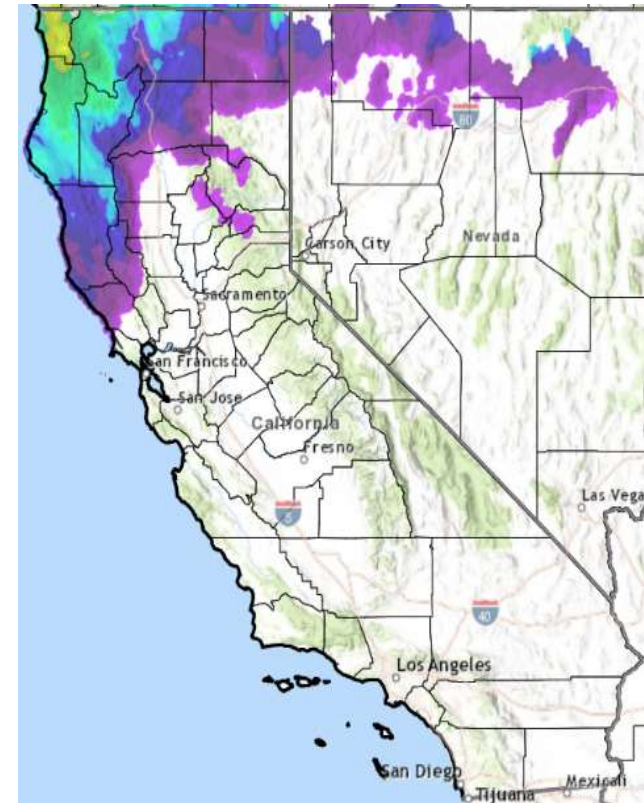 80
Carson City
Nevada
Sacramento
San Francisco
San Jose
California
Fresno
Las Vega
5
40
Los Angeles
San Diego
Tijuana
Mexicali